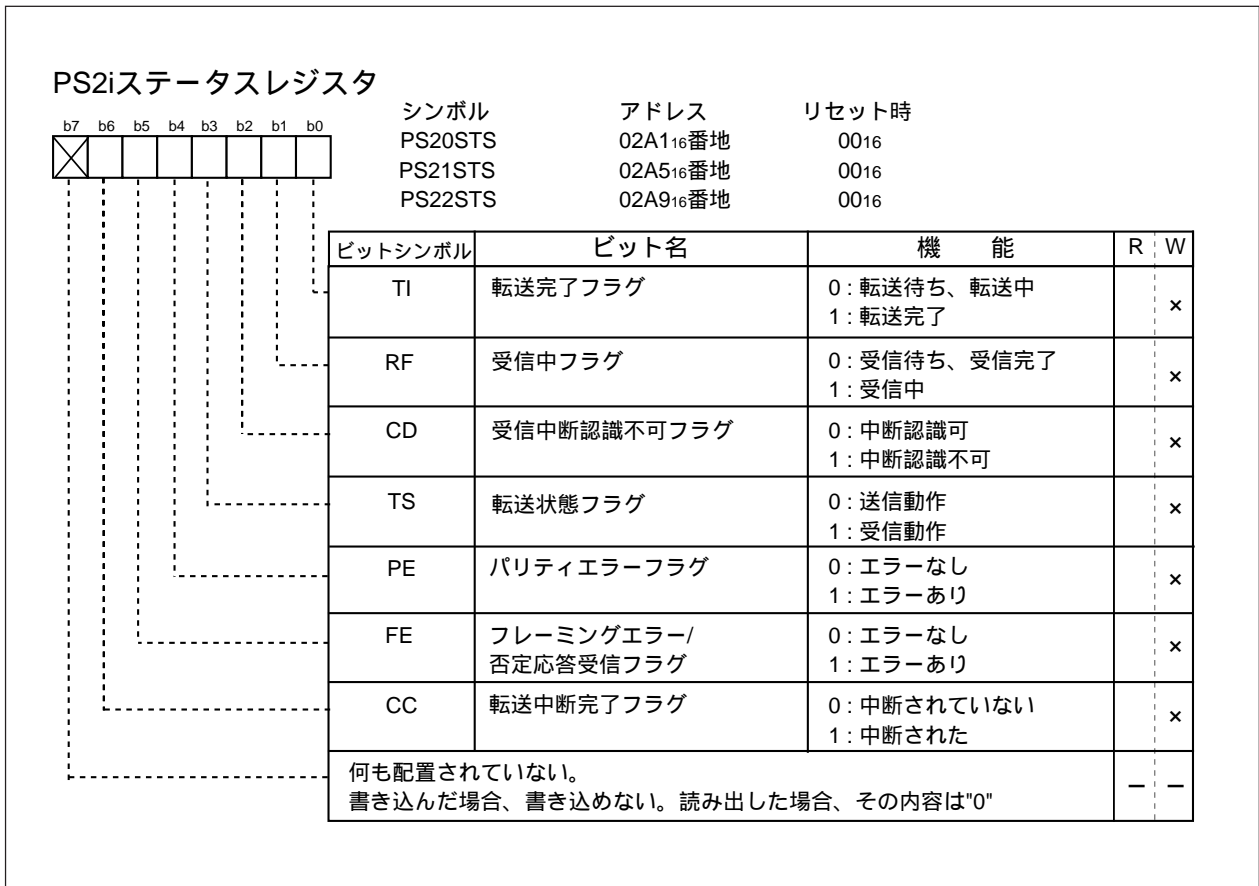 PS2iステータスレジスタ
シンボル アドレス リセット時
b7 b6 b5 b4 b3 b2 b1 b0
PS20STS 02A116番地 0016
PS21STS 02A516番地 0016
PS22STS 02A916番地 0016
ビットシンボル ビット名 機 能 R W
TI 転送完了フラグ 0 : 転送待ち、転送中
1 : 転送完了 ×
RF 受信中フラグ 0 : 受信待ち、受信完了
1 : 受信中 ×
CD 受信中断認識不可フラグ 0 : 中断認識可
1 : 中断認識不可 ×
TS 転送状態フラグ 0 : 送信動作
1 : 受信動作 ×
PE パリティエラーフラグ 0 : エラーなし
1 : エラーあり ×
FE フレーミングエラー/ 0 : エラーなし
否定応答受信フラグ 1 : エラーあり ×
CC 転送中断完了フラグ 0 : 中断されていない
1 : 中断された ×
何も配置されていない。
書き込んだ場合、書き込めない。読み出した場合、その内容は"0" － －